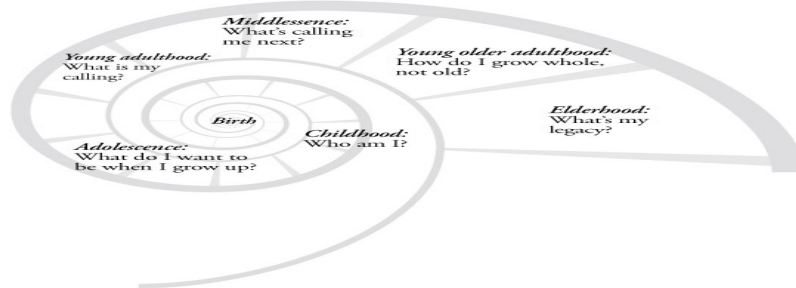 Middlessence:
What's calling
me next?
Young adulthood:
What is my
calling?
Young older adulthood:
How do I grow whole,
not old?
Elderhood:
What's my
legacy?
Birth
Childhood:
Who am I?
Adolescence:
What do I want to
be when I grow up?